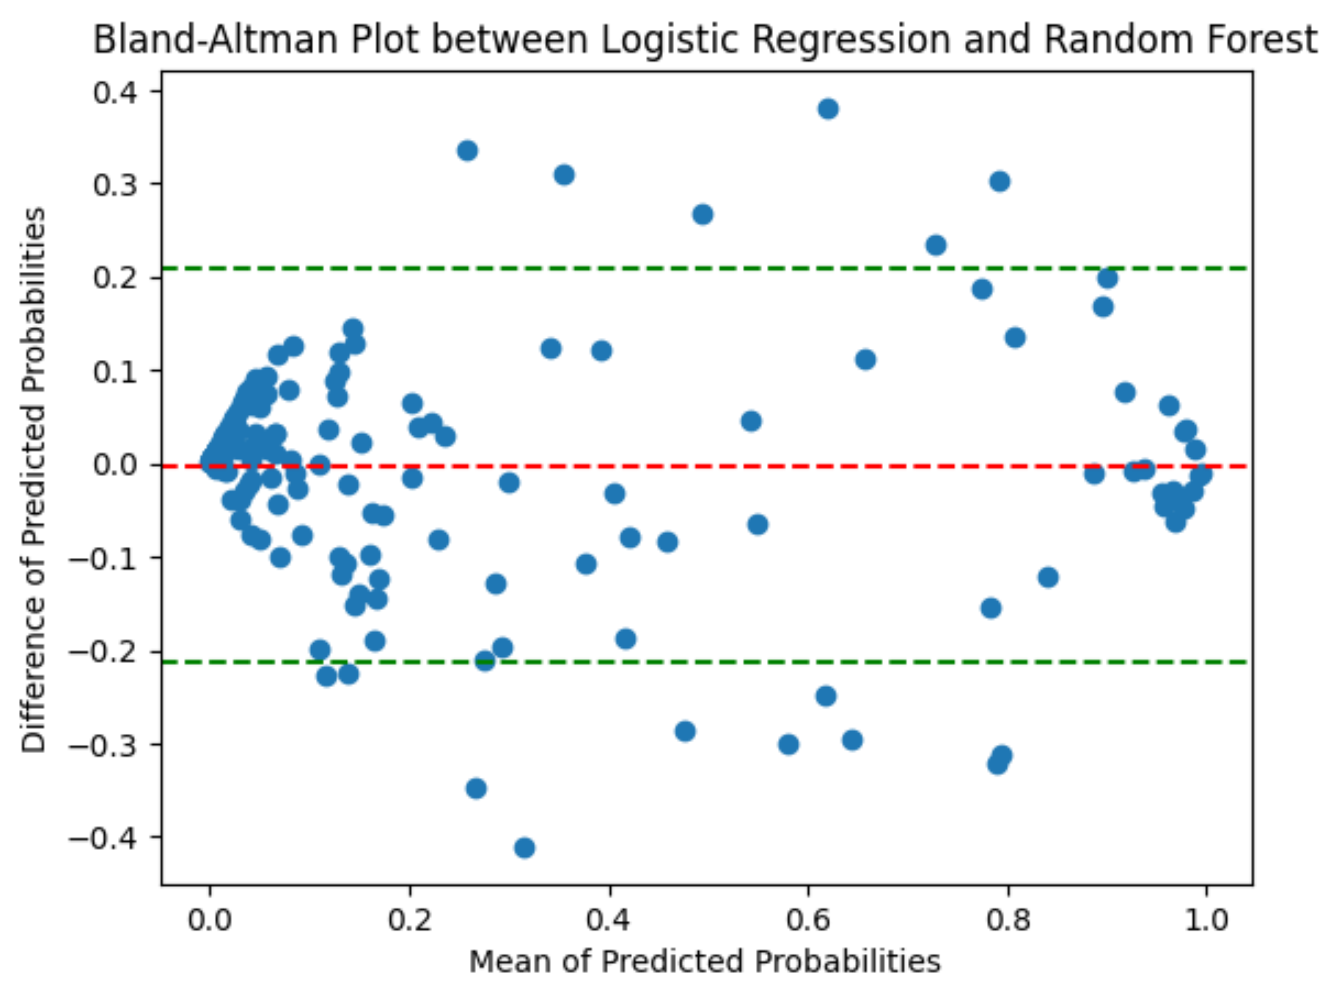 Bland-Altman Plot between Logistic Regression and Random Forest
Difference of Predicted Probabilities
0.4
0.3
0.2
0.1
0.0
−0.1
−0.2
−0.3
−0.4
0.0 0.2 0.4 0.6 0.8 1.0
Mean of Predicted Probabilities